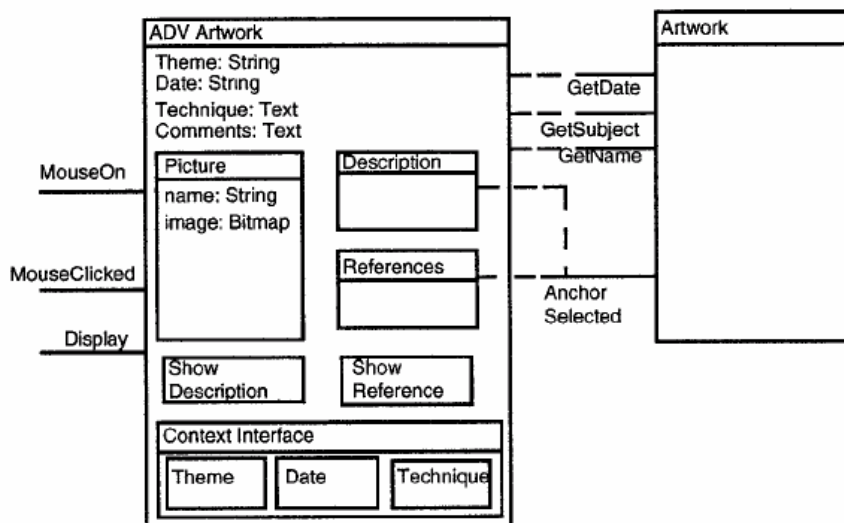 ADV Artwork
Theme: String
Date: String
Technique: Text
Comments: Text
Picture
name: String
image: Bitmap
Description
References
Show
Description
Show
Reference
Context Interface
Theme
Date
Technique
MouseOn
MouseClicked
Display
GetDate
GetSubject
GetName
Anchor
Selected
Artwork